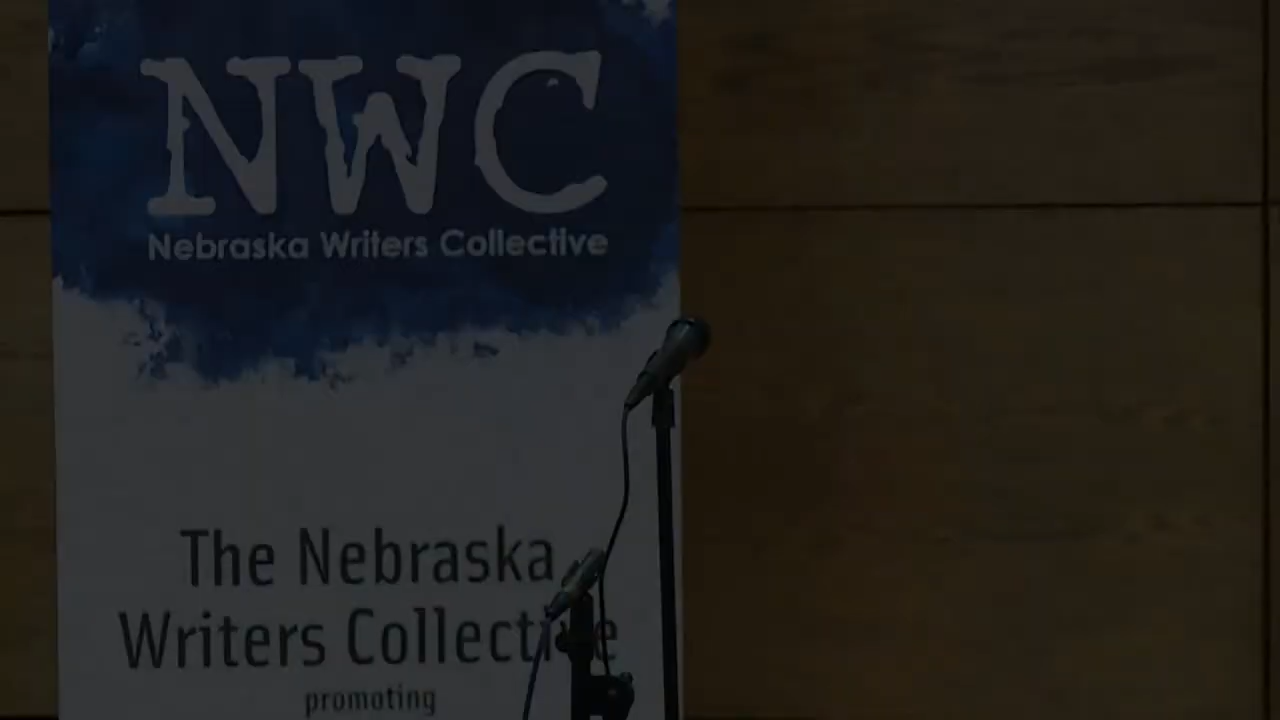 NWC
Nebraska Writers Collective
The Nebraska
Writers Collective
promoting